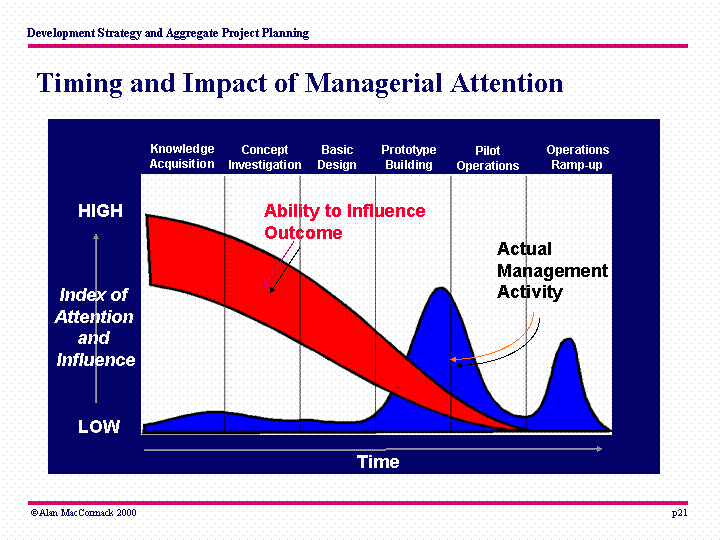 Development Strategy and Aggregate Project Planning
Timing and Impact of Managerial Attention
Knowledge
Acquisition
Concept
Investigation
Basic
Design
Prototype
Building
Pilot
Operations
Operations
Ramp-up
HIGH
Ability to Influence
Outcome
Actual
Management
Activity
Index of
Attention
and
Influence
LOW
Time
©Alan MacCormack 2000
p21